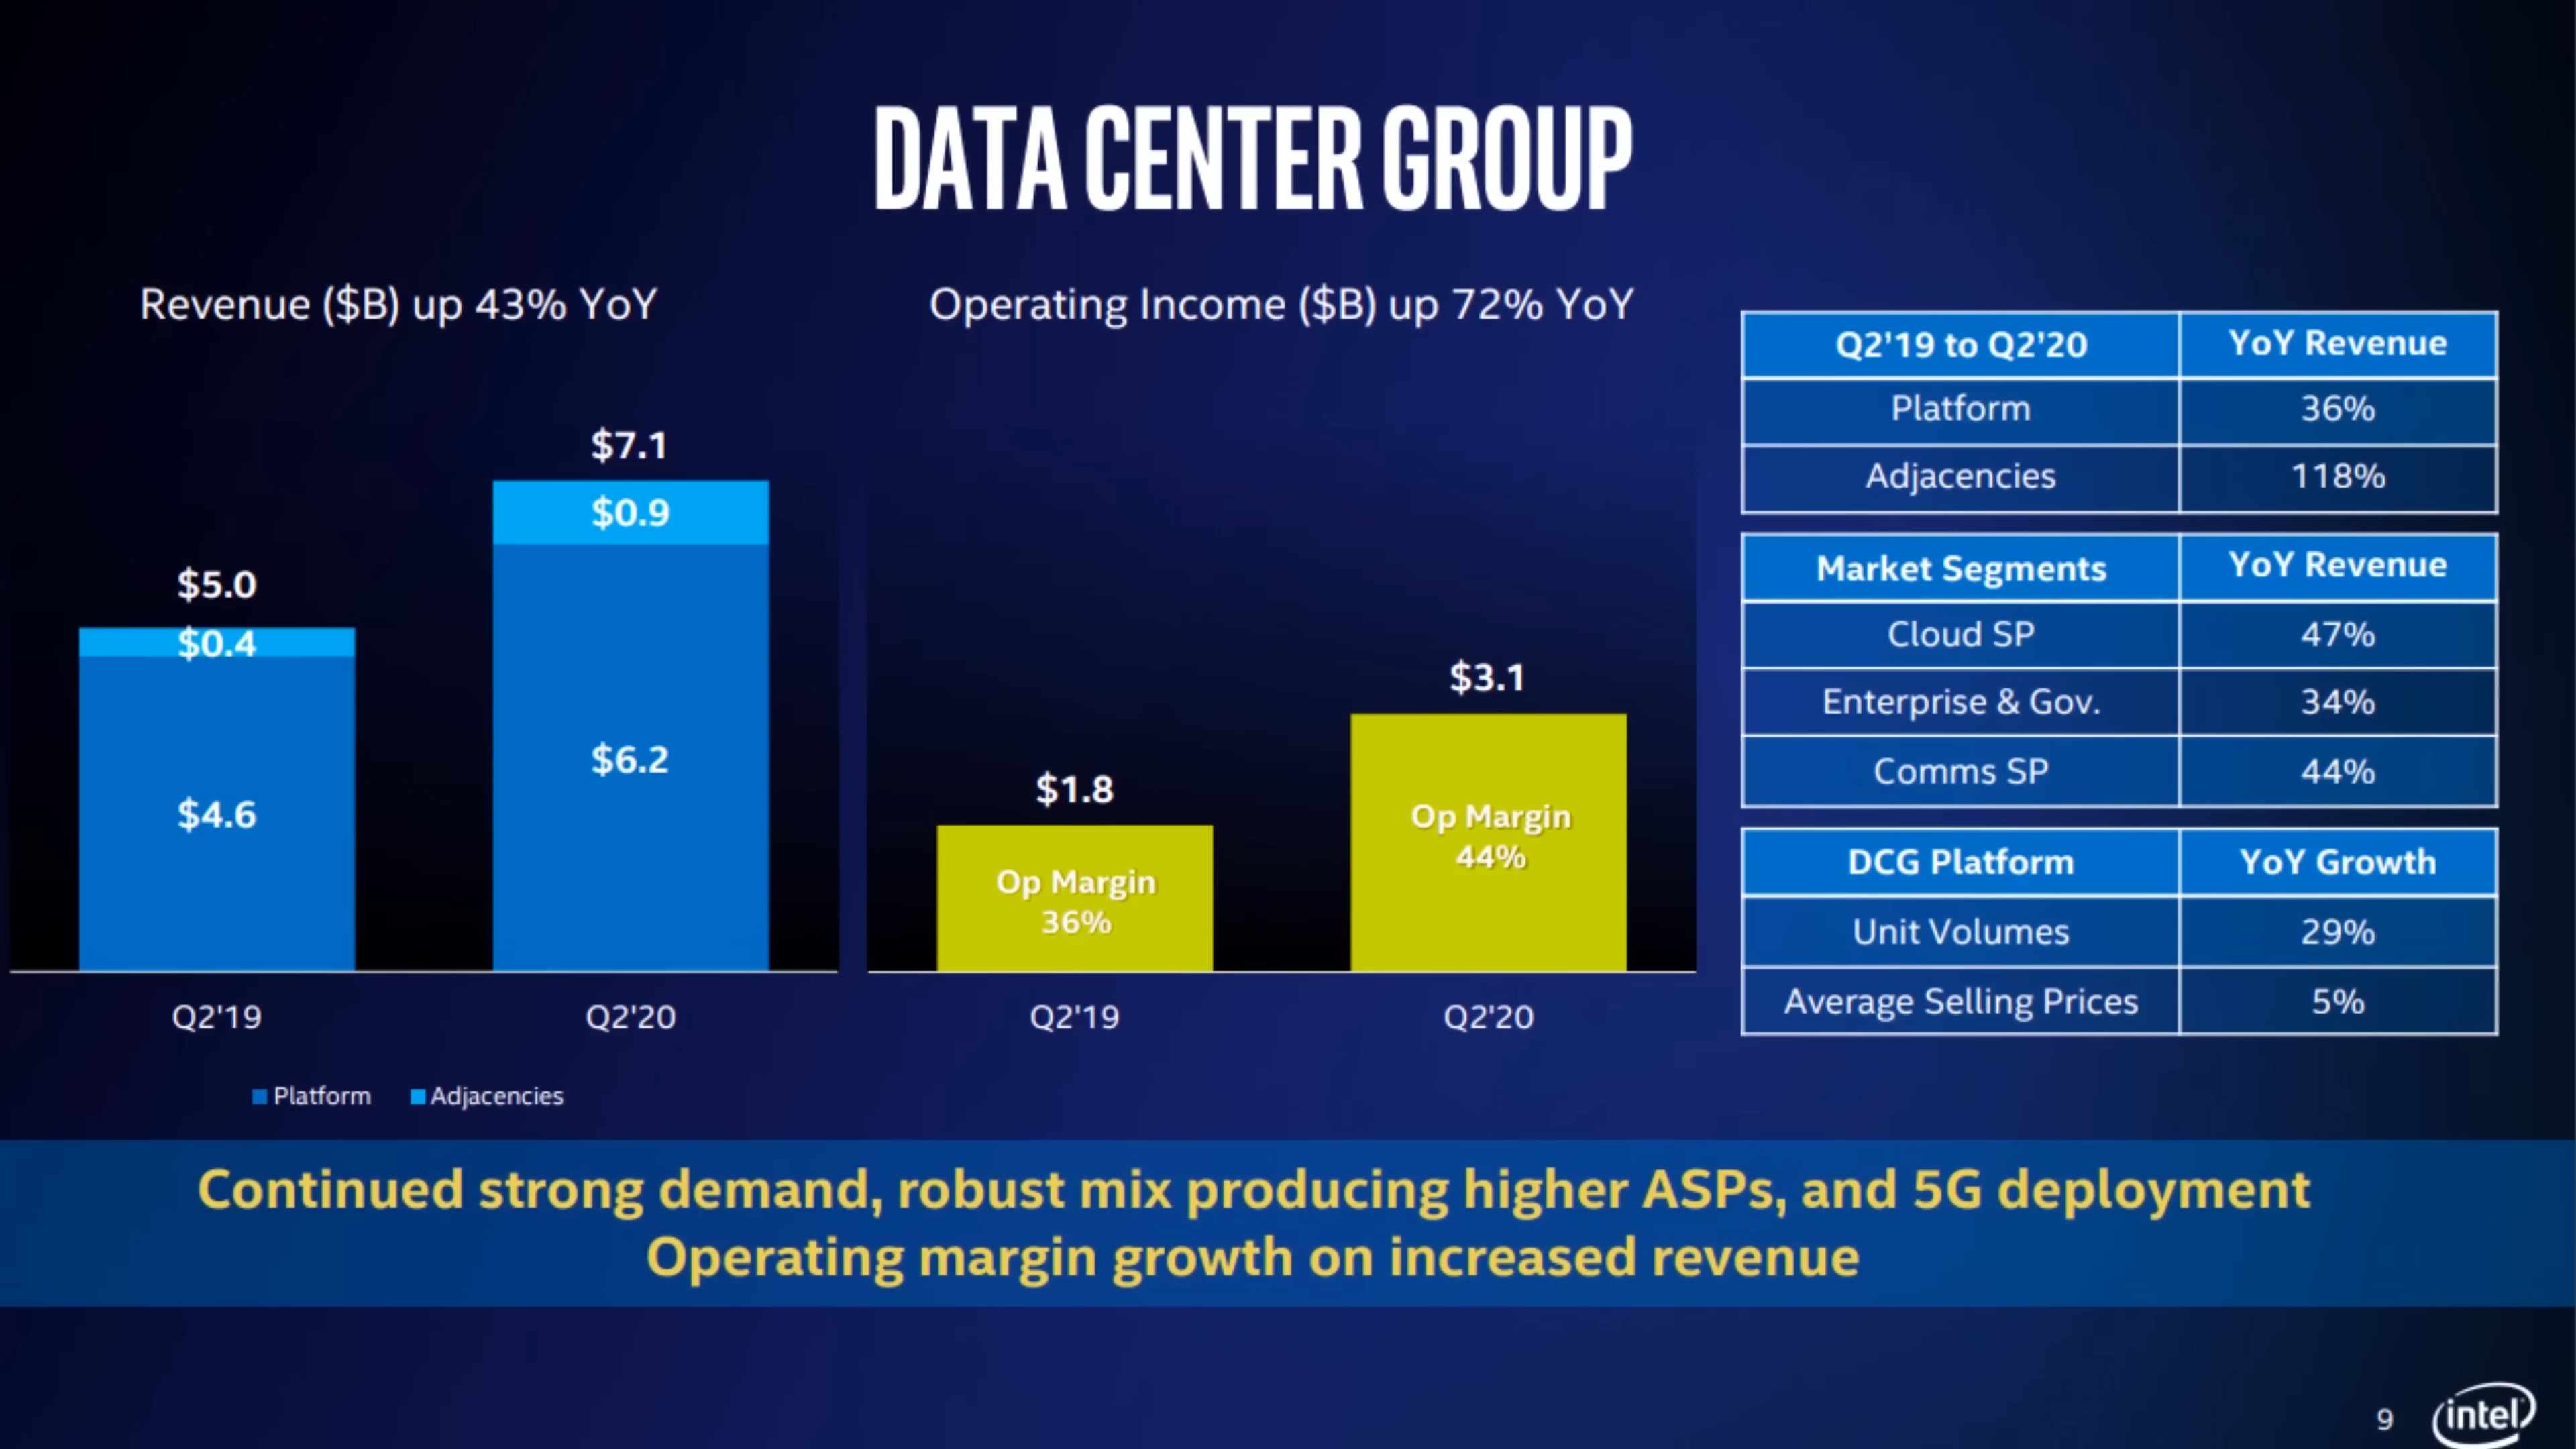 DATA CENTER GROUP
Revenue ($B) up 43% YoY
$5.0
$0.4
$4.6
$7.1
$0.9
$6.2
Q2'19
Q2'20
Platform
Adjacencies
Operating Income ($B) up 72% YoY
$1.8
Op Margin
36%
$3.1
Op Margin
44%
Q2'19
Q2'20
Q2’19 to Q2’20 YoY Revenue
Platform 36%
Adjacencies 118%
Market Segments YoY Revenue
Cloud SP 47%
Enterprise & Gov. 34%
Comms SP 44%
DCG Platform YoY Growth
Unit Volumes 29%
Average Selling Prices 5%
Continued strong demand, robust mix producing higher ASPs, and 5G deployment
Operating margin growth on increased revenue
9
intel